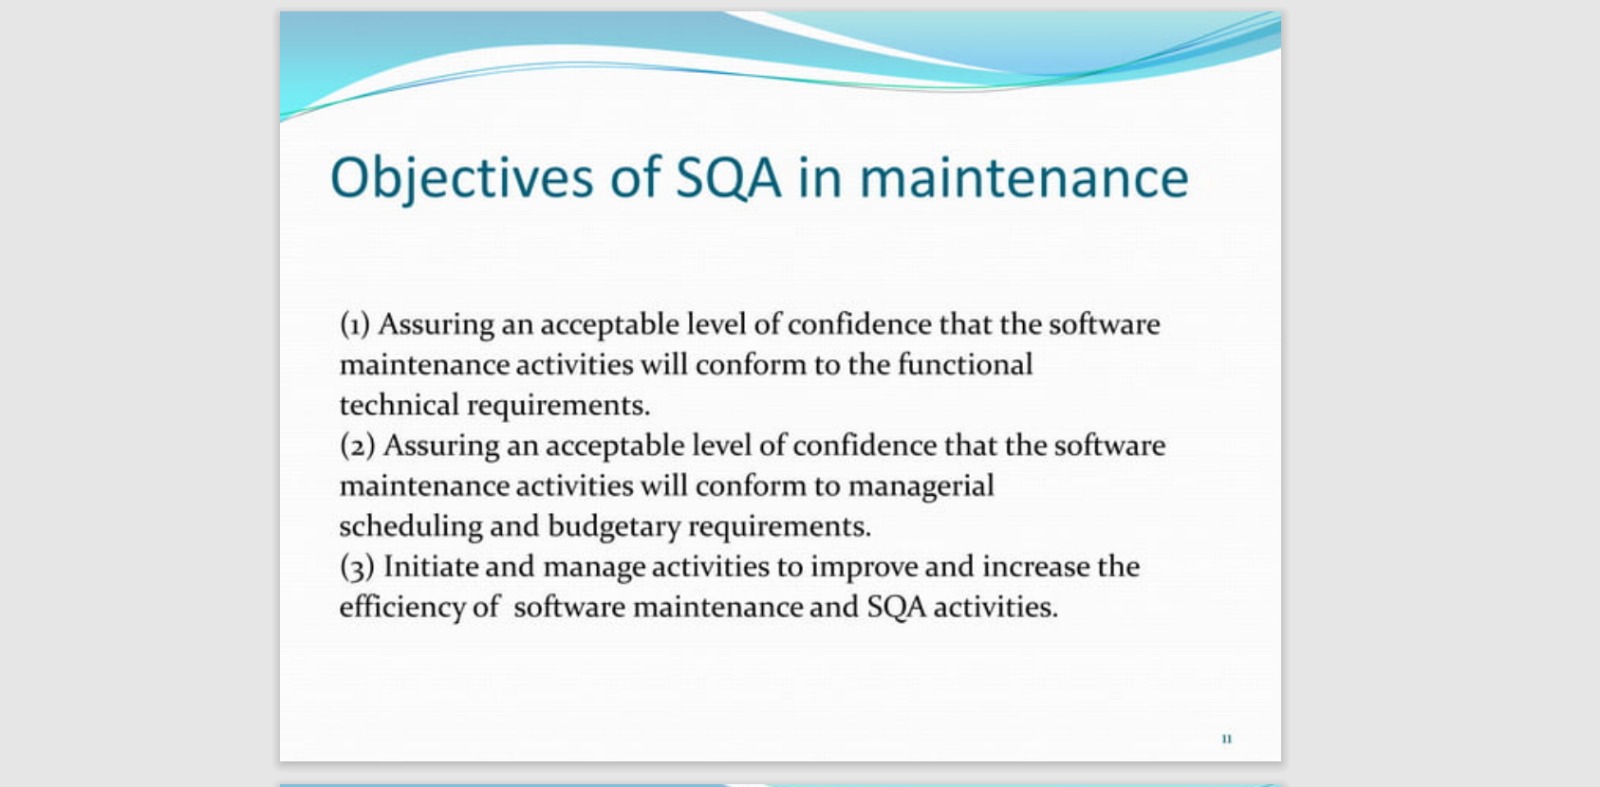 Objectives of SQA in maintenance
(1) Assuring an acceptable level of confidence that the software
maintenance activities will conform to the functional
technical requirements.
(2) Assuring an acceptable level of confidence that the software
maintenance activities will conform to managerial
scheduling and budgetary requirements.
(3) Initiate and manage activities to improve and increase the
efficiency of  software maintenance and SQA activities.
11